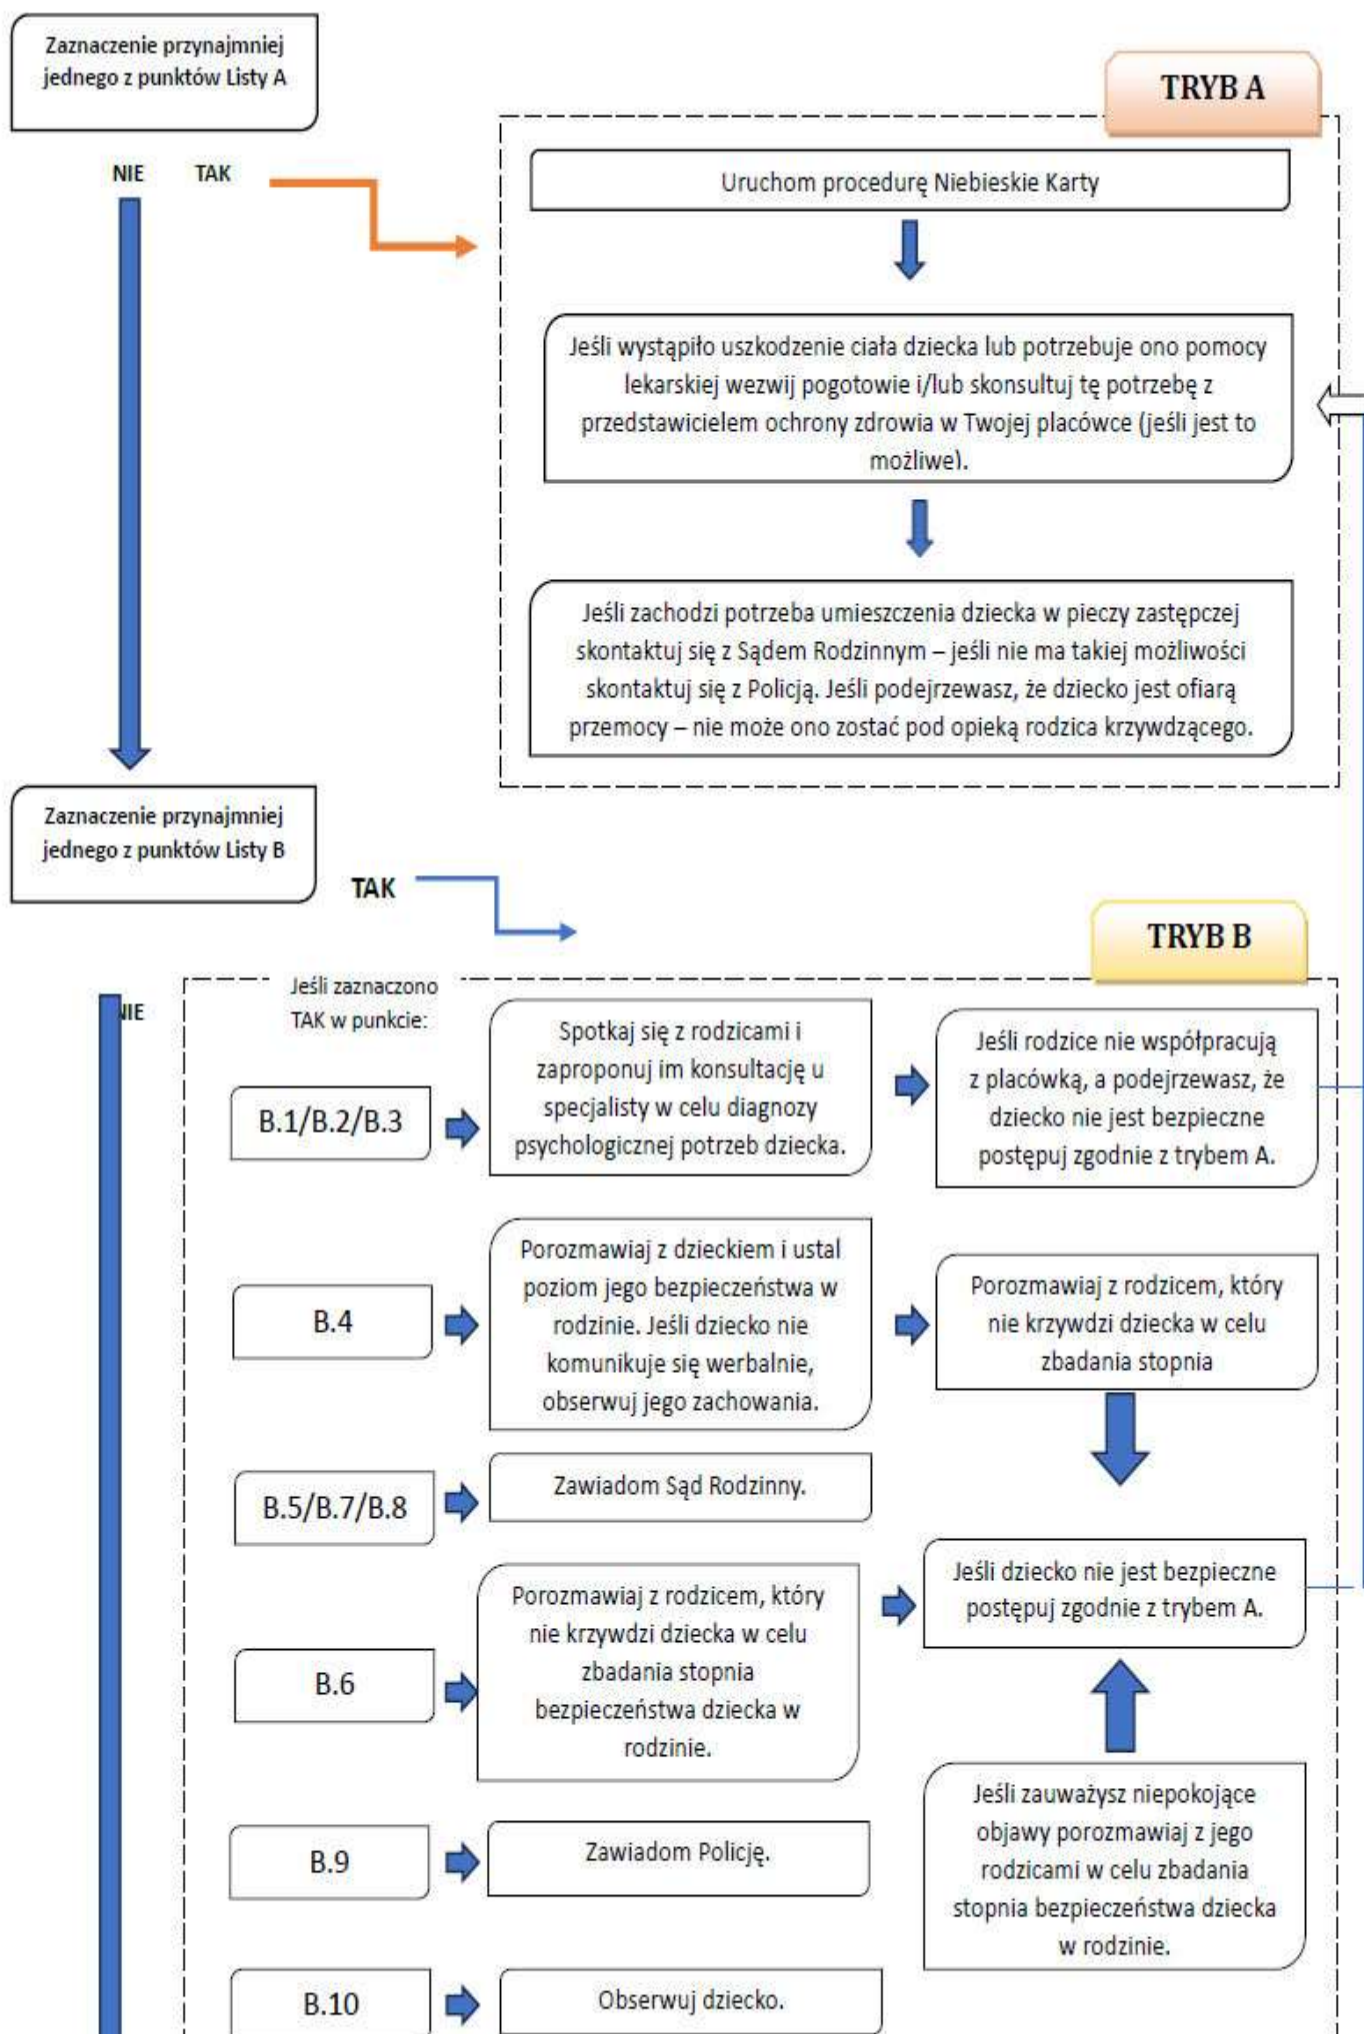 Zaznaczenie przynajmniej
jednego z punktów Listy A
NIE TAK
TRYB A
Uruchom procedurę Niebieskie Karty
Jeśli wystąpiło uszkodzenie ciała dziecka lub potrzebuje ono pomocy
lekarskiej wezwij pogotowie i/lub skonsultuj tę potrzebę z
przedstawicielem ochrony zdrowia w Twojej placówce (jeśli jest to
możliwe).
Jeśli zachodzi potrzeba umieszczenia dziecka w pieczy zastępczej
skontaktuj się z Sądem Rodzinnym – jeśli nie ma takiej możliwości
skontaktuj się z Policją. Jeśli podejrzewasz, że dziecko jest ofiarą
przemocy – nie może ono zostać pod opieką rodzica krzywdzącego.
Zaznaczenie przynajmniej
jednego z punktów Listy B
TAK
TRYB B
NIE
Jeśli zaznaczono
TAK w punkcie:
B.1/B.2/B.3
Spotkaj się z rodzicami i
zaproponuj im konsultację u
specjalisty w celu diagnozy
psychologicznej potrzeb dziecka.
Jeśli rodzice nie współpracują
z placówką, a podejrzewasz, że
dziecko nie jest bezpieczne
postępuj zgodnie z trybem A.
B.4
Porozmawiaj z dzieckiem i ustal
poziom jego bezpieczeństwa w
rodzinie. Jeśli dziecko nie
komunikuje się werbalnie,
obserwuj jego zachowania.
Porozmawiaj z rodzicem, który
nie krzywdzi dziecka w celu
zbadania stopnia
B.5/B.7/B.8
Zawiadom Sąd Rodzinny.
B.6
Porozmawiaj z rodzicem, który
nie krzywdzi dziecka w celu
zbadania stopnia
bezpieczeństwa dziecka w
rodzinie.
Jeśli dziecko nie jest bezpieczne
postępuj zgodnie z trybem A.
B.9
Zawiadom Policję.
Jeśli zauważysz niepokojące
objawy porozmawiaj z jego
rodzicami w celu zbadania
stopnia bezpieczeństwa dziecka
w rodzinie.
B.10
Obserwuj dziecko.